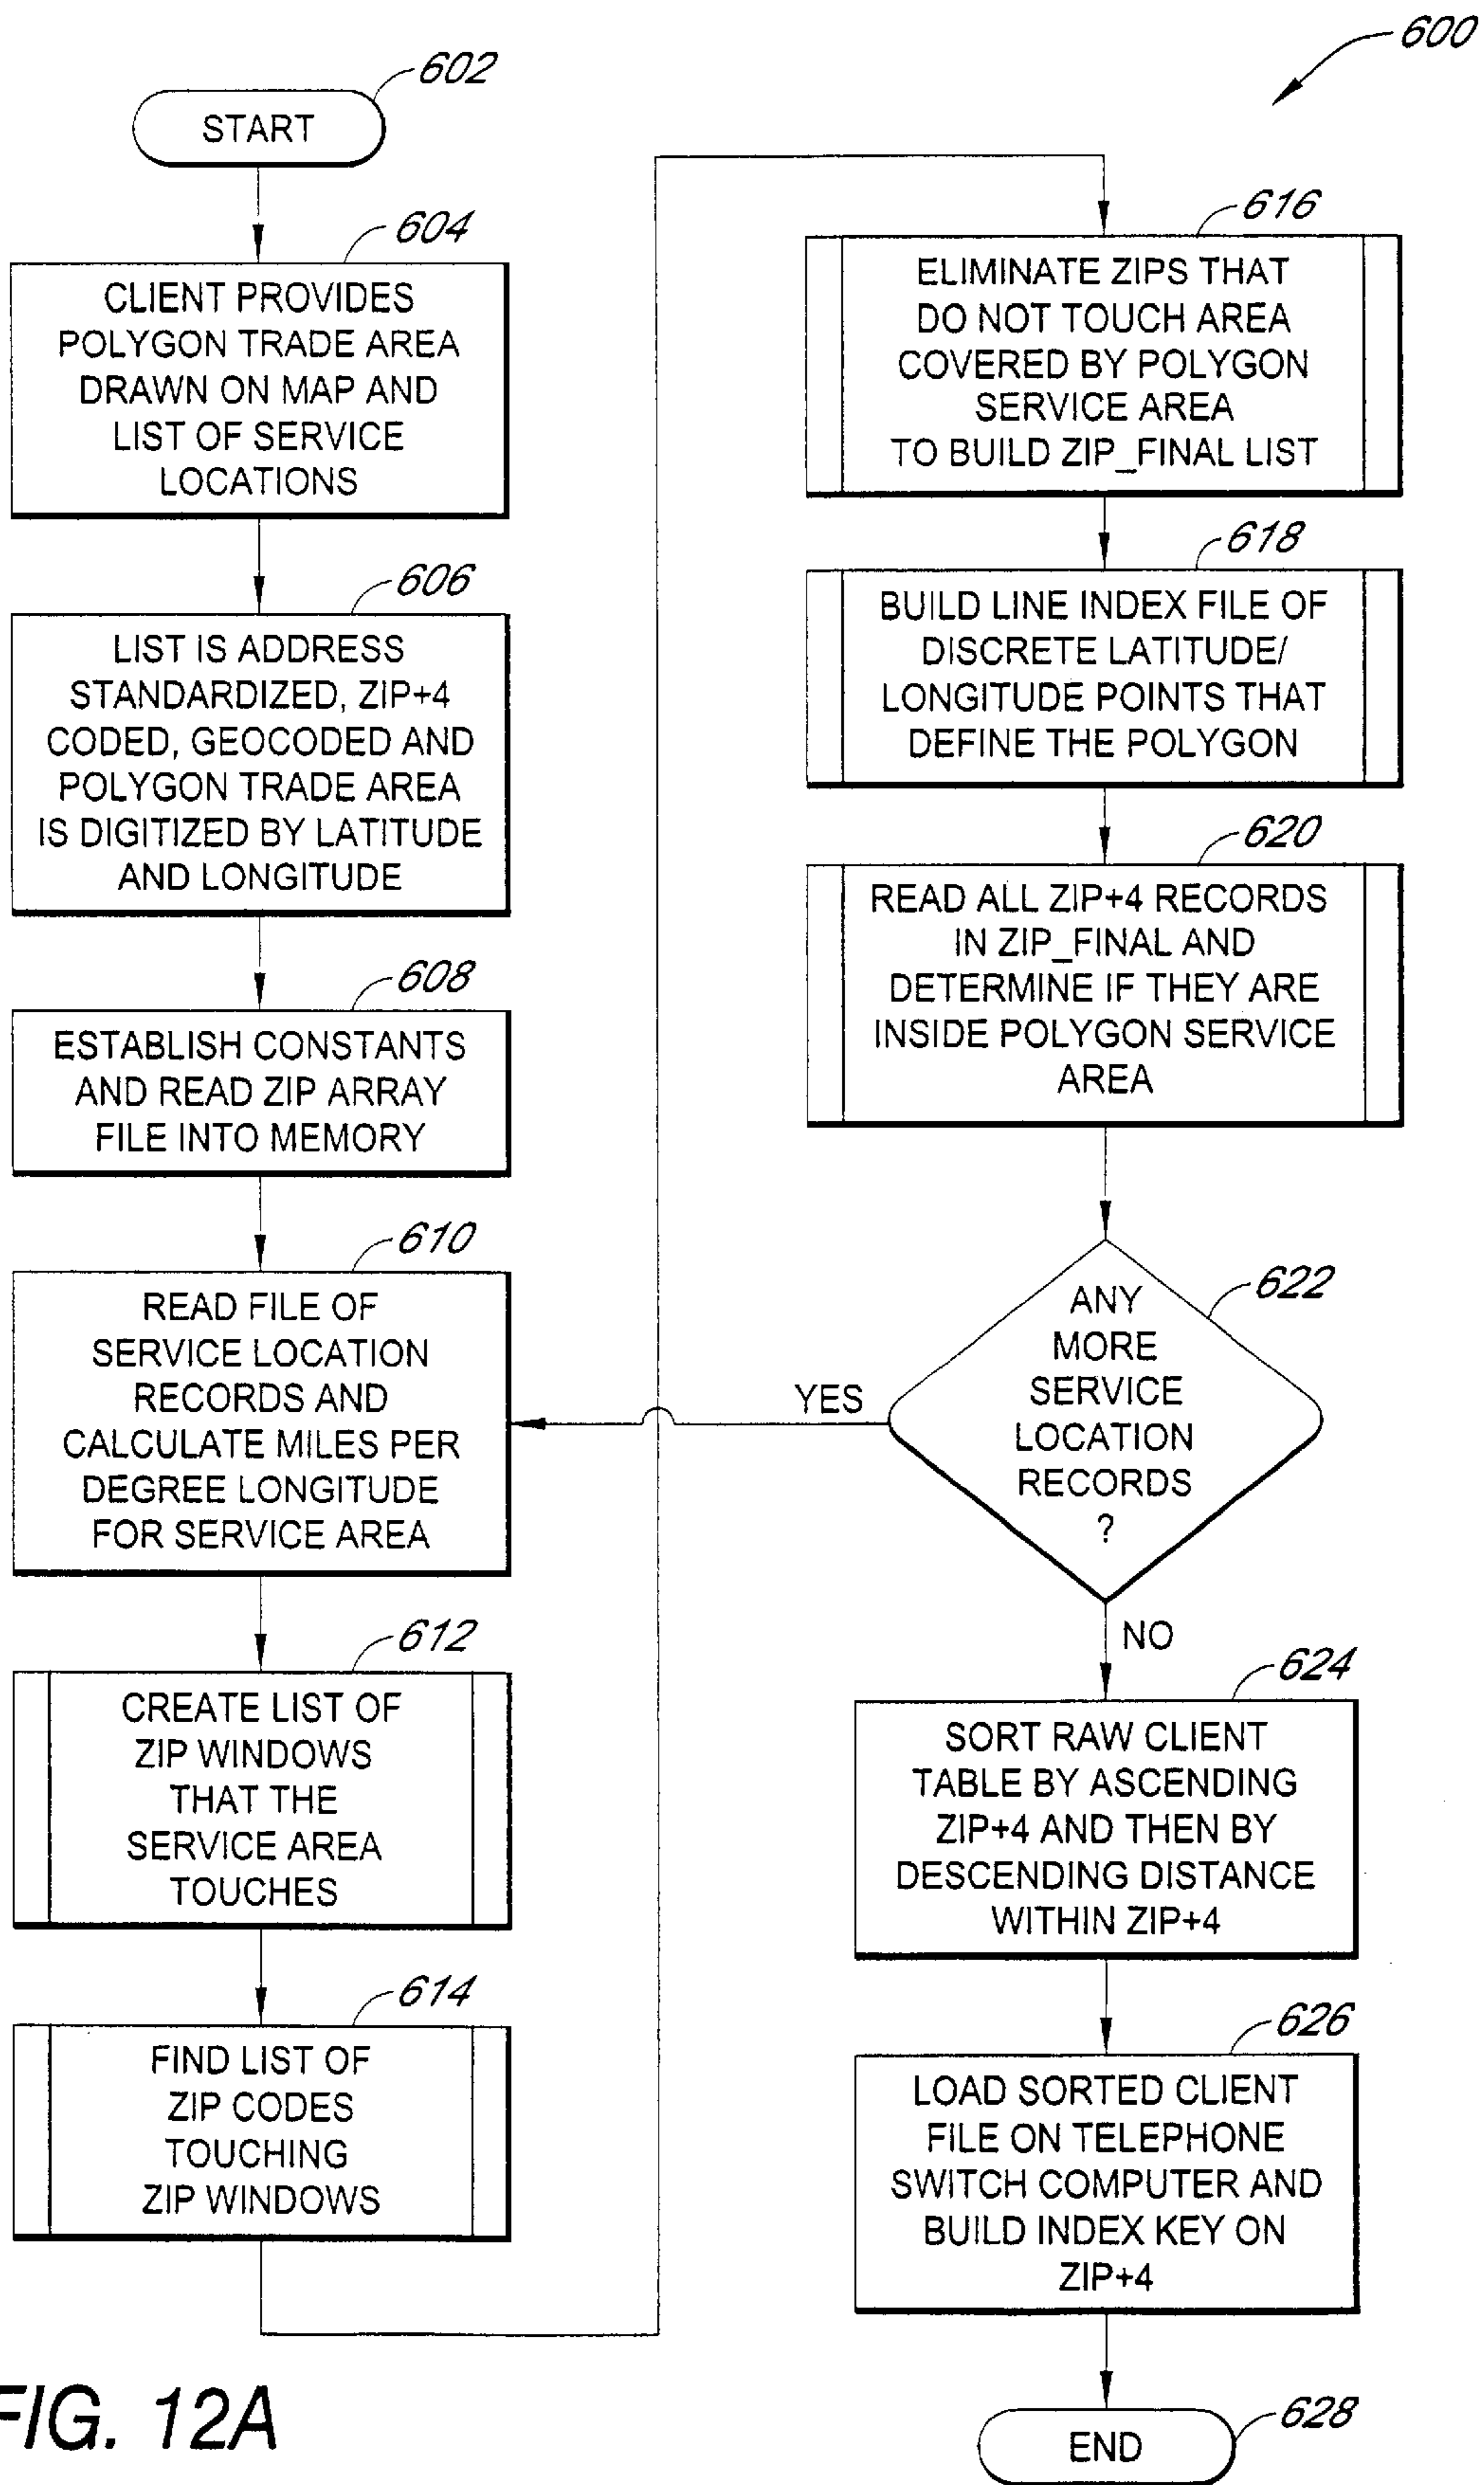 600
602
START
604
CLIENT PROVIDES
POLYGON TRADE AREA
DRAWN ON MAP AND
LIST OF SERVICE
LOCATIONS
606
LIST IS ADDRESS
STANDARDIZED, ZIP+4
CODED, GEOCODED AND
POLYGON TRADE AREA
IS DIGITIZED BY LATITUDE
AND LONGITUDE
608
ESTABLISH CONSTANTS
AND READ ZIP ARRAY
FILE INTO MEMORY
610
READ FILE OF
SERVICE LOCATION
RECORDS AND
CALCULATE MILES PER
DEGREE LONGITUDE
FOR SERVICE AREA
612
CREATE LIST OF
ZIP WINDOWS
THAT THE
SERVICE AREA
TOUCHES
614
FIND LIST OF
ZIP CODES
TOUCHING
ZIP WINDOWS
616
ELIMINATE ZIPS THAT
DO NOT TOUCH AREA
COVERED BY POLYGON
SERVICE AREA
TO BUILD ZIP_FINAL LIST
618
BUILD LINE INDEX FILE OF
DISCRETE LATITUDE/
LONGITUDE POINTS THAT
DEFINE THE POLYGON
620
READ ALL ZIP+4 RECORDS
IN ZIP_FINAL AND
DETERMINE IF THEY ARE
INSIDE POLYGON SERVICE
AREA
622
ANY
MORE
SERVICE
LOCATION
RECORDS
?
YES
NO
624
SORT RAW CLIENT
TABLE BY ASCENDING
ZIP+4 AND THEN BY
DESCENDING DISTANCE
WITHIN ZIP+4
626
LOAD SORTED CLIENT
FILE ON TELEPHONE
SWITCH COMPUTER AND
BUILD INDEX KEY ON
ZIP+4
628
END
FIG. 12A